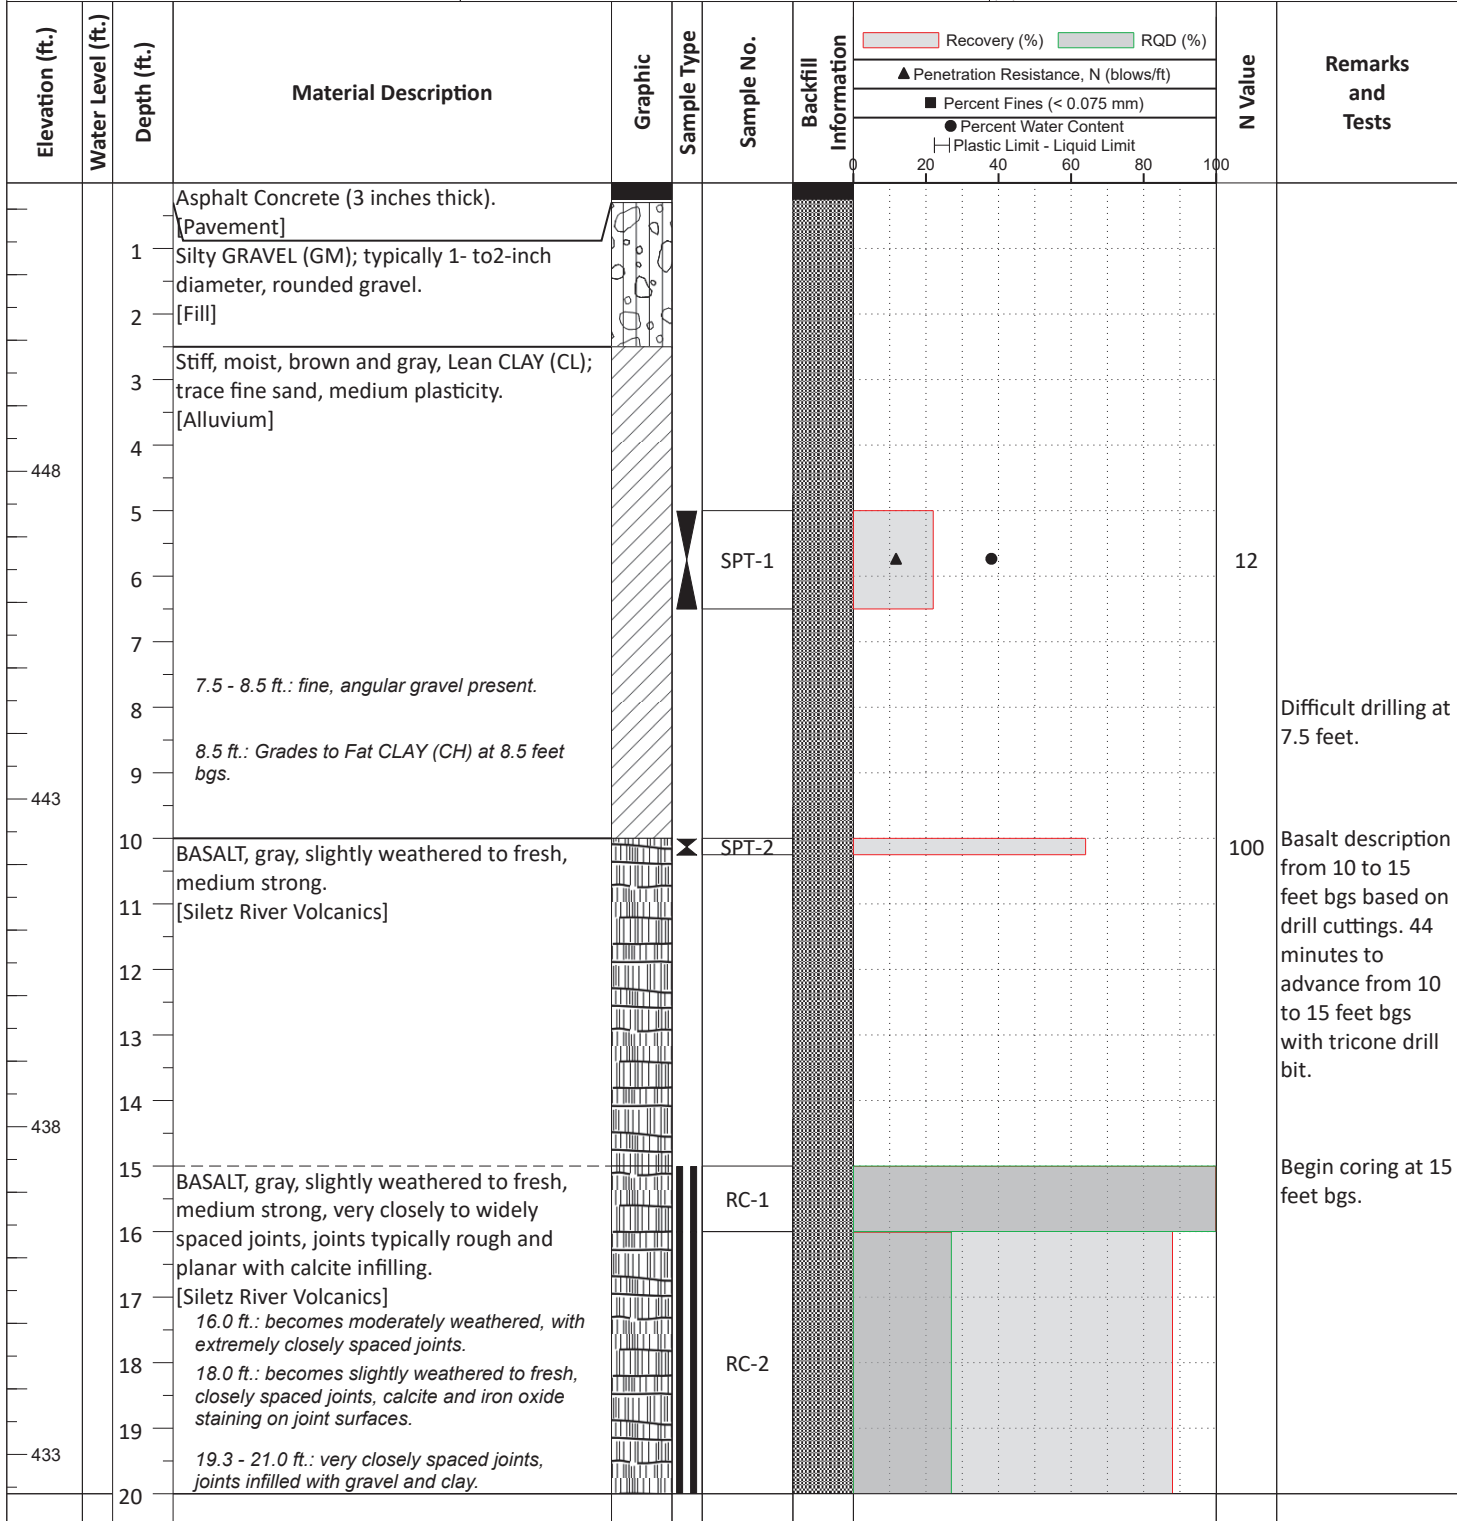 Elevation (ft.)
Water Level (ft.)
Depth (ft.)
Material Description
Graphic
Sample Type
Sample No.
Backfill
Information
Recovery (%) RQD (%)
Penetration Resistance, N (blows/ft)
Percent Fines (< 0.075 mm)
Percent Water Content
Plastic Limit - Liquid Limit
0 20 40 60 80 100
N Value
Remarks
and
Tests
Asphalt Concrete (3 inches thick).
[Pavement]
1
Silty GRAVEL (GM); typically 1- to2-inch
diameter, rounded gravel.
2
[Fill]
Stiff, moist, brown and gray, Lean CLAY (CL);
3
trace fine sand, medium plasticity.
[Alluvium]
4
448
5
SPT-1
12
6
7
7.5 - 8.5 ft.: fine, angular gravel present.
8
Difficult drilling at
7.5 feet.
8.5 ft.: Grades to Fat CLAY (CH) at 8.5 feet
bgs.
9
443
10
BASALT, gray, slightly weathered to fresh,
medium strong.
[Siletz River Volcanics]
SPT-2
100
Basalt description
from 10 to 15
feet bgs based on
drill cuttings. 44
minutes to
advance from 10
to 15 feet bgs
with tricone drill
bit.
11
12
13
14
438
15
BASALT, gray, slightly weathered to fresh,
medium strong, very closely to widely
spaced joints, joints typically rough and
planar with calcite infilling.
[Siletz River Volcanics]
RC-1
Begin coring at 15
feet bgs.
16
17
16.0 ft.: becomes moderately weathered, with
extremely closely spaced joints.
18
18.0 ft.: becomes slightly weathered to fresh,
closely spaced joints, calcite and iron oxide
staining on joint surfaces.
RC-2
19
433
19.3 - 21.0 ft.: very closely spaced joints,
joints infilled with gravel and clay.
20